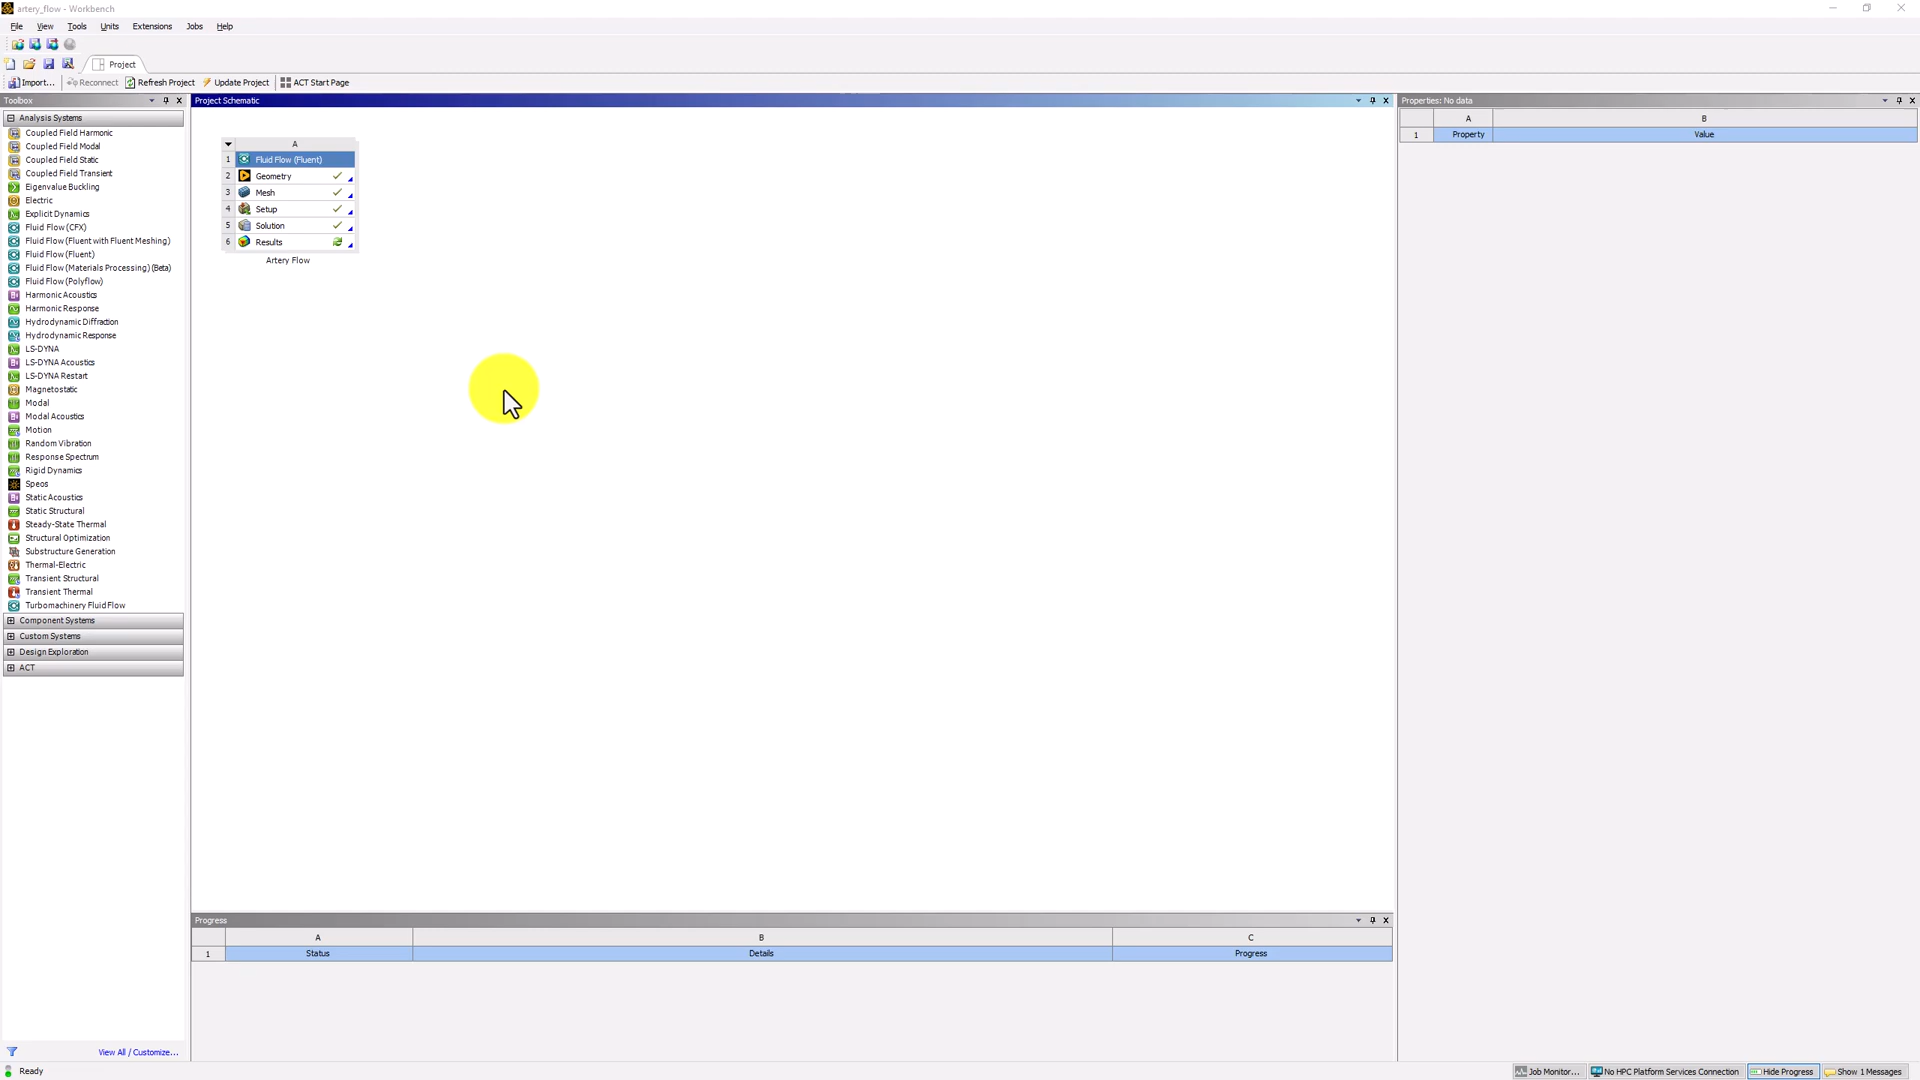 artery_flow - Workbench
File View Tools Units Extensions Jobs Help
Project
Import... Reconnect Refresh Project Update Project ACT Start Page
Toolbox
Analysis Systems
Coupled Field Harmonic
Coupled Field Modal
Coupled Field Static
Coupled Field Transient
Eigenvalue Buckling
Electric
Explicit Dynamics
Fluid Flow (CFX)
Fluid Flow (Fluent with Fluent Meshing)
Fluid Flow (Fluent)
Fluid Flow (Materials Processing) (Beta)
Fluid Flow (Polyflow)
Harmonic Acoustics
Harmonic Response
Hydrodynamic Diffraction
Hydrodynamic Response
LS-DYNA
LS-DYNA Acoustics
LS-DYNA Restart
Magnetostatic
Modal
Modal Acoustics
Motion
Random Vibration
Response Spectrum
Rigid Dynamics
Speos
Static Acoustics
Static Structural
Steady-State Thermal
Structural Optimization
Substructure Generation
Thermal-Electric
Transient Structural
Transient Thermal
Turbomachinery Fluid Flow
Component Systems
Custom Systems
Design Exploration
ACT
View All / Customize...
Project Schematic
A
1 Fluid Flow (Fluent)
2 Geometry
3 Mesh
4 Setup
5 Solution
6 Results
Artery Flow
Progress
A B C
1 Status Details Progress
Properties: No data
A B
1 Property Value
Ready
Job Monitor... No HPC Platform Services Connection Hide Progress Show 1 Messages